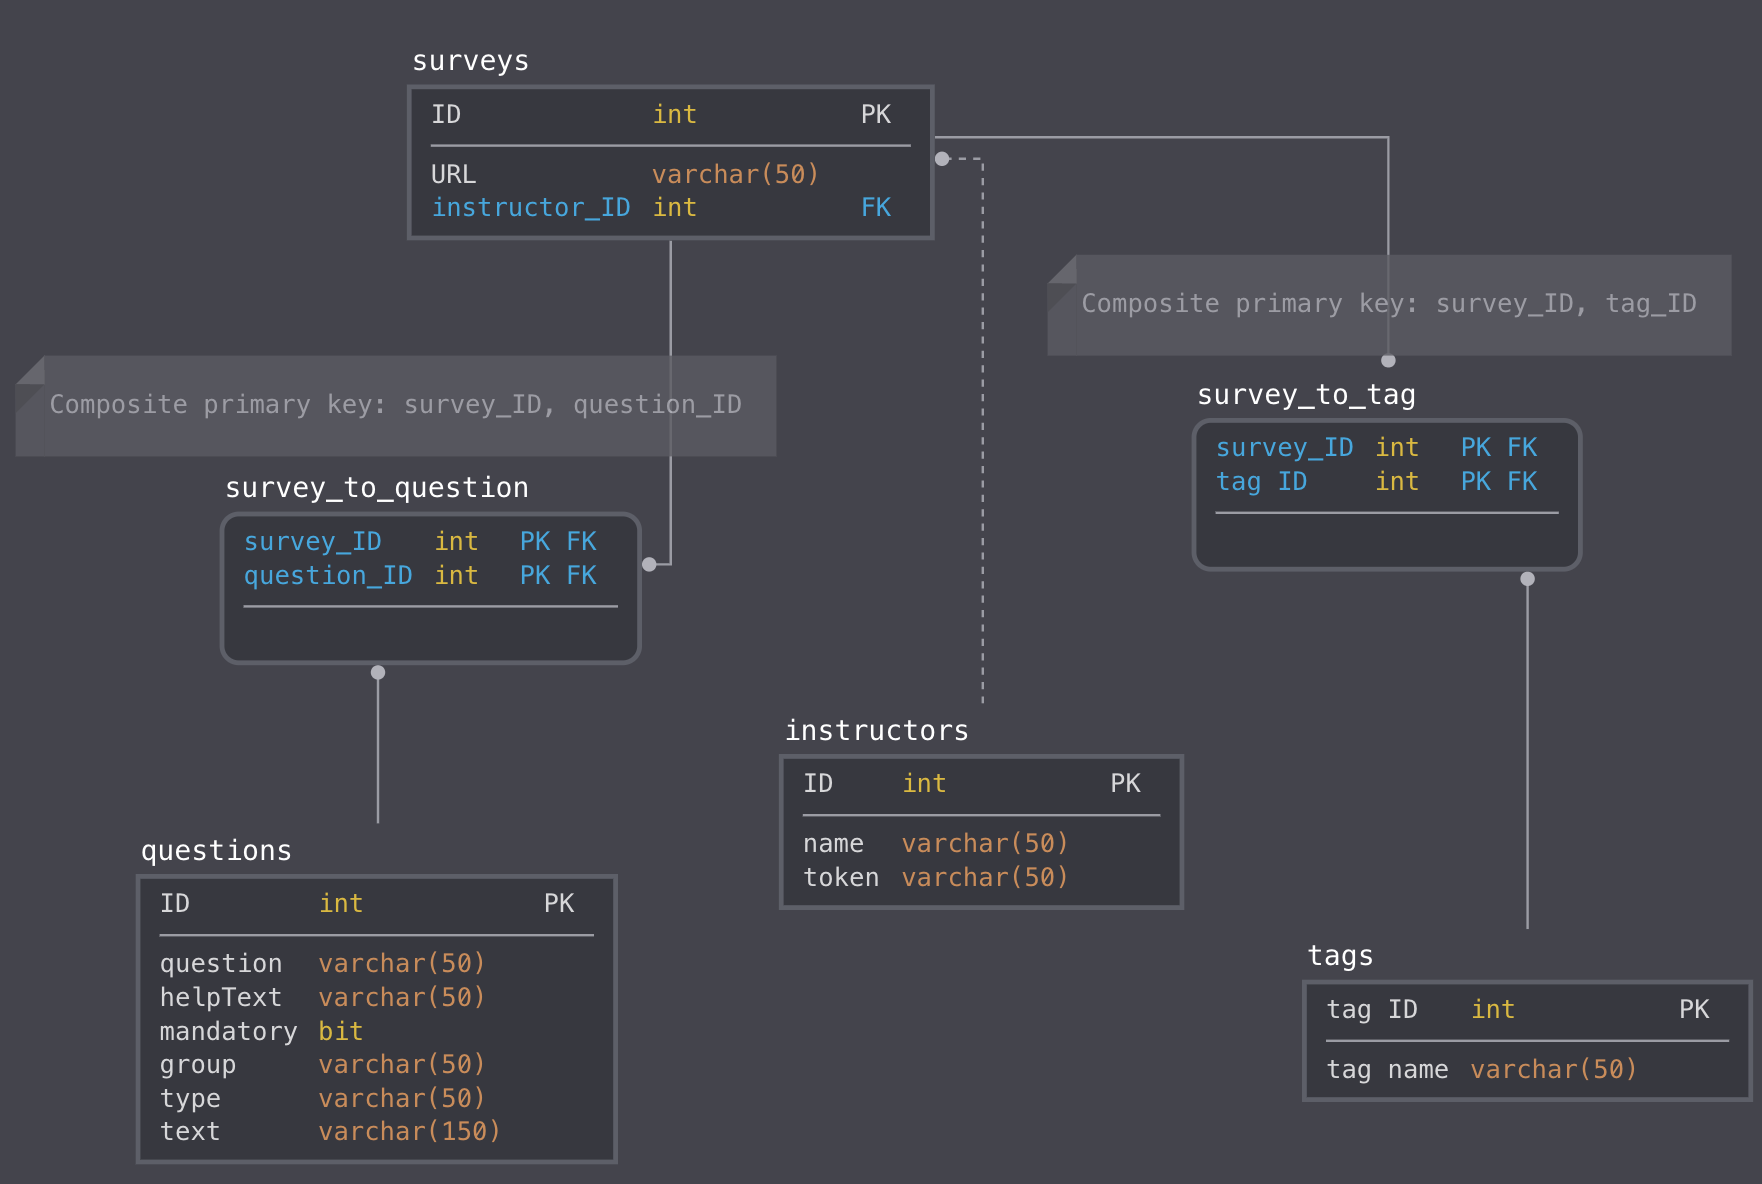 surveys
ID int PK
URL varchar(50)
instructor_ID int FK
Composite primary key: survey_ID, tag_ID
Composite primary key: survey_ID, question_ID
survey_to_tag
survey_ID int PK FK
tag ID int PK FK
survey_to_question
survey_ID int PK FK
question_ID int PK FK
instructors
ID int PK
name varchar(50)
token varchar(50)
questions
ID int PK
question varchar(50)
helpText varchar(50)
mandatory bit
group varchar(50)
type varchar(50)
text varchar(150)
tags
tag ID int PK
tag name varchar(50)